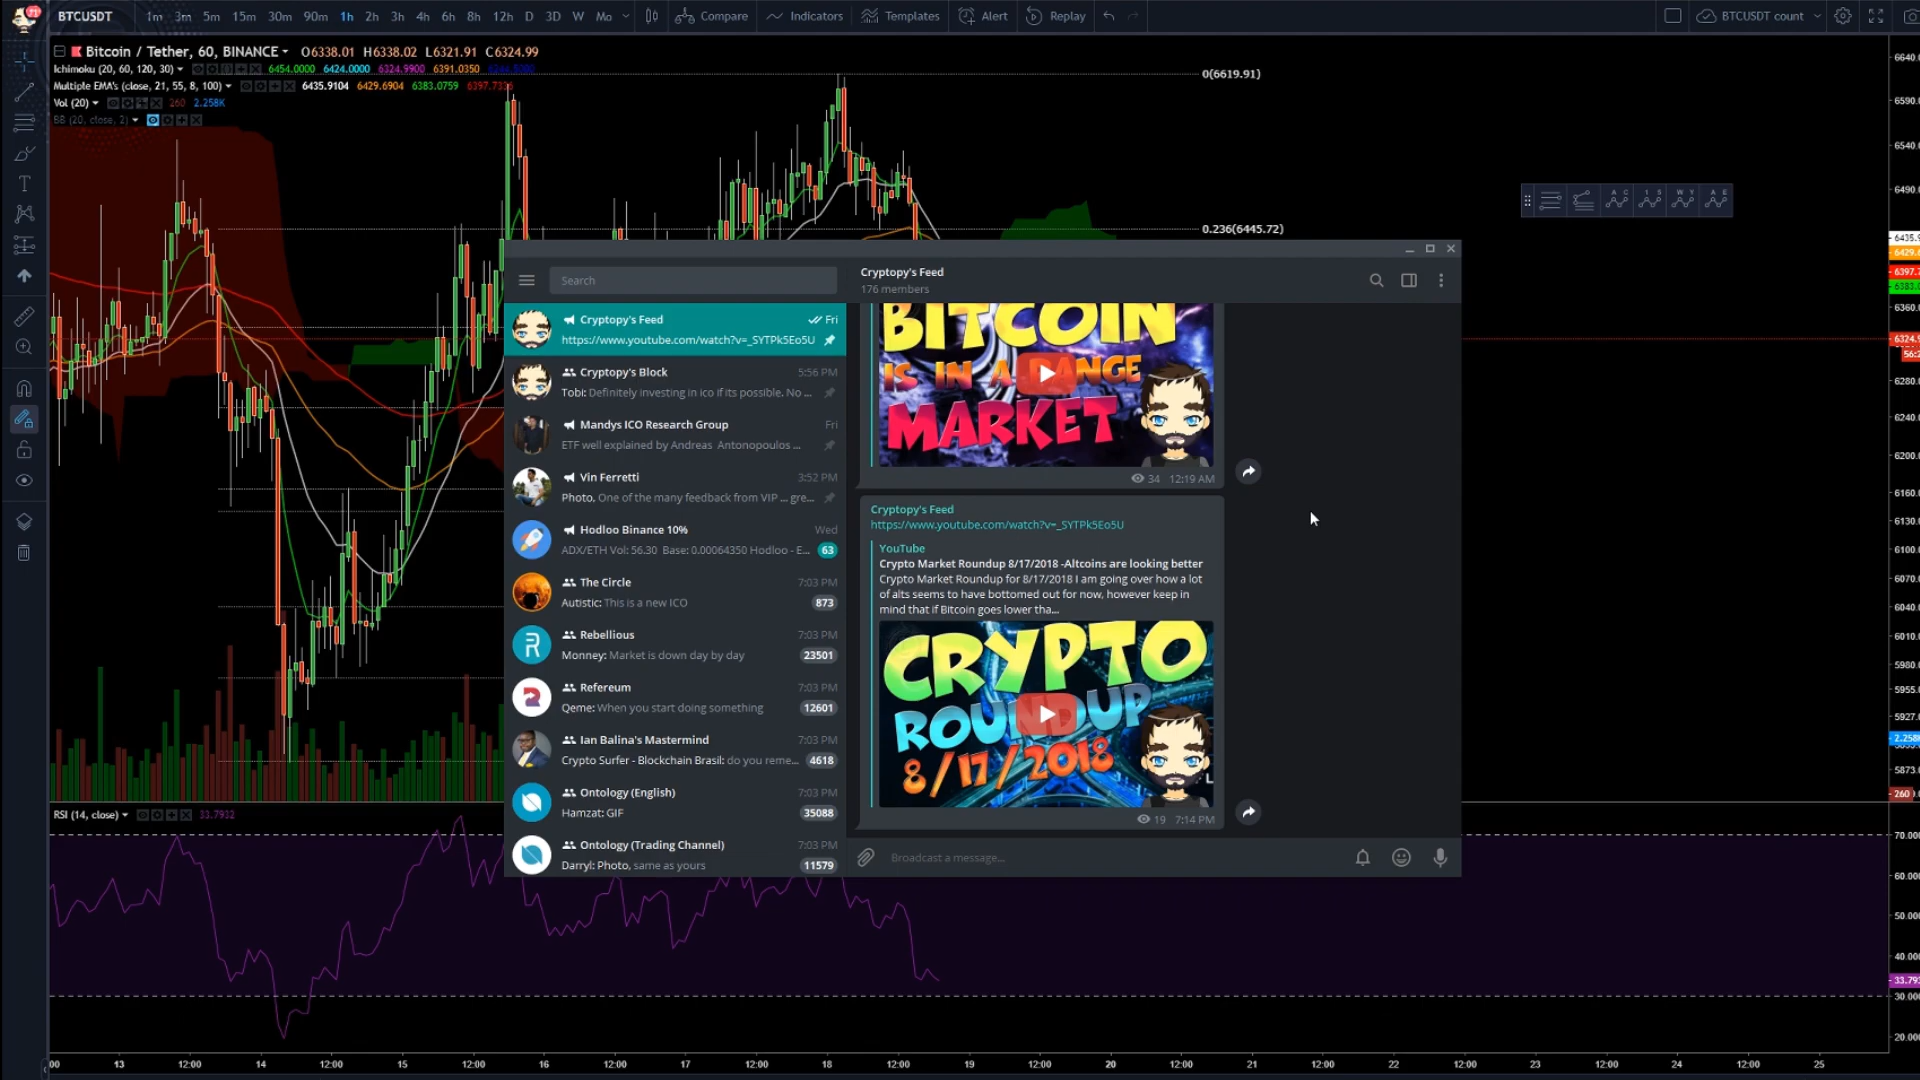 BTCUSDT 1m 3m 5m 15m 30m 90m 1h 2h 3h 4h 6h 8h 12h D 3D W Mo Compare Indicators Templates Alert Replay BTCUSDT count
Bitcoin / Tether, 60, BINANCE O6338.01 H6338.02 L6321.91 C6324.99
Ichimoku (20, 60, 120, 30) 6454.0000 6424.0000 6324.9900 6391.0350
Multiple EMA's (close, 21, 55, 8, 100) 6435.9104 6429.6904 6383.0759
Vol (20) 260 2.258K
BB (20, close, 2)
0(6619.91)
0.236(6445.72)
Search
Cryptopy's Feed
176 members
Cryptopy's Feed Fri
https://www.youtube.com/watch?v=_SYTPk5Eo5U
Cryptopy's Block 5:56 PM
Tobi: Definitely investing in ico if its possible. No ...
Mandys ICO Research Group Fri
ETF well explained by Andreas Antonopoulos ...
Vin Ferretti 3:52 PM
Photo, One of the many feedback from VIP ... gre...
Hodloo Binance 10% Wed
ADX/ETH Vol: 56.30 Base: 0.00064350 Hodloo - E... 63
The Circle 7:03 PM
Autistic: This is a new ICO 873
Rebellious 7:03 PM
Monney: Market is down day by day 23501
Refereum 7:03 PM
Qeme: When you start doing something 12601
Ian Balina's Mastermind 7:03 PM
Crypto Surfer - Blockchain Brasil: do you reme... 4618
Ontology (English) 7:03 PM
Hamzat: GIF 35088
Ontology (Trading Channel) 7:03 PM
Darryl: Photo, same as yours 11579
BITCOIN
IS IN A RANGE
MARKET
34 12:19 AM
Cryptopy's Feed
https://www.youtube.com/watch?v=_SYTPk5Eo5U
YouTube
Crypto Market Roundup 8/17/2018 -Altcoins are looking better
Crypto Market Roundup for 8/17/2018 I am going over how a lot
of alts seems to have bottomed out for now, however keep in
mind that if Bitcoin goes lower tha...
CRYPTO
ROUNDUP
8/17/2018
19 7:14 PM
Broadcast a message...
RSI (14, close) 33.7932
13 12:00 14 12:00 15 12:00 16 12:00 17 12:00 18 12:00 19 12:00 20 12:00 21 12:00 22 12:00 23 12:00 24 12:00 25